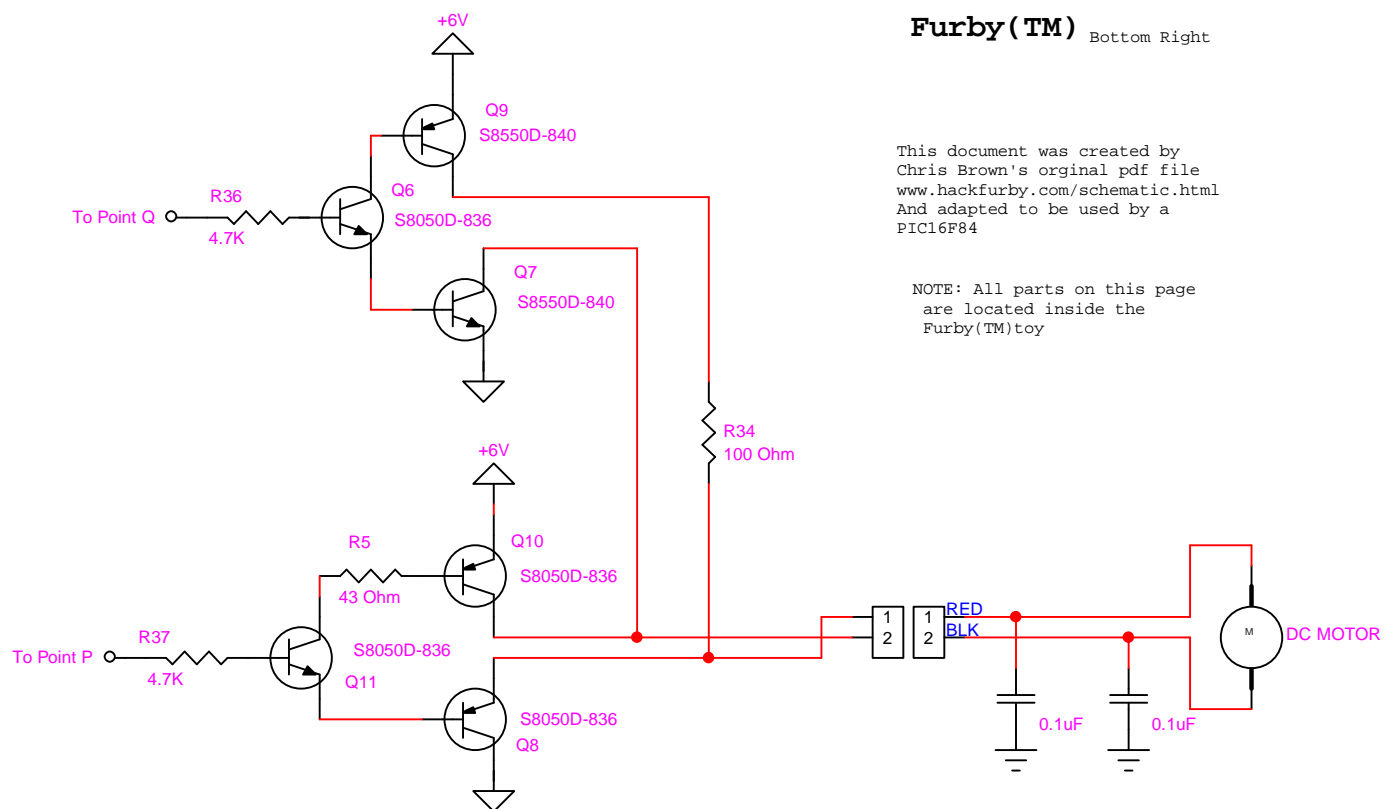 Furby(TM) Bottom Right
+6V
Q9
S8550D-840
This document was created by
Chris Brown's orginal pdf file
www.hackfurby.com/schematic.html
And adapted to be used by a
PIC16F84
R36
Q6
To Point Q
S8050D-836
4.7K
Q7
S8550D-840
NOTE: All parts on this page
are located inside the
Furby(TM)toy
R34
100 Ohm
+6V
R5
Q10
S8050D-836
43 Ohm
R37
S8050D-836
To Point P
4.7K
Q11
S8050D-836
Q8
1
2
1
2
RED
BLK
M
DC MOTOR
0.1uF
0.1uF